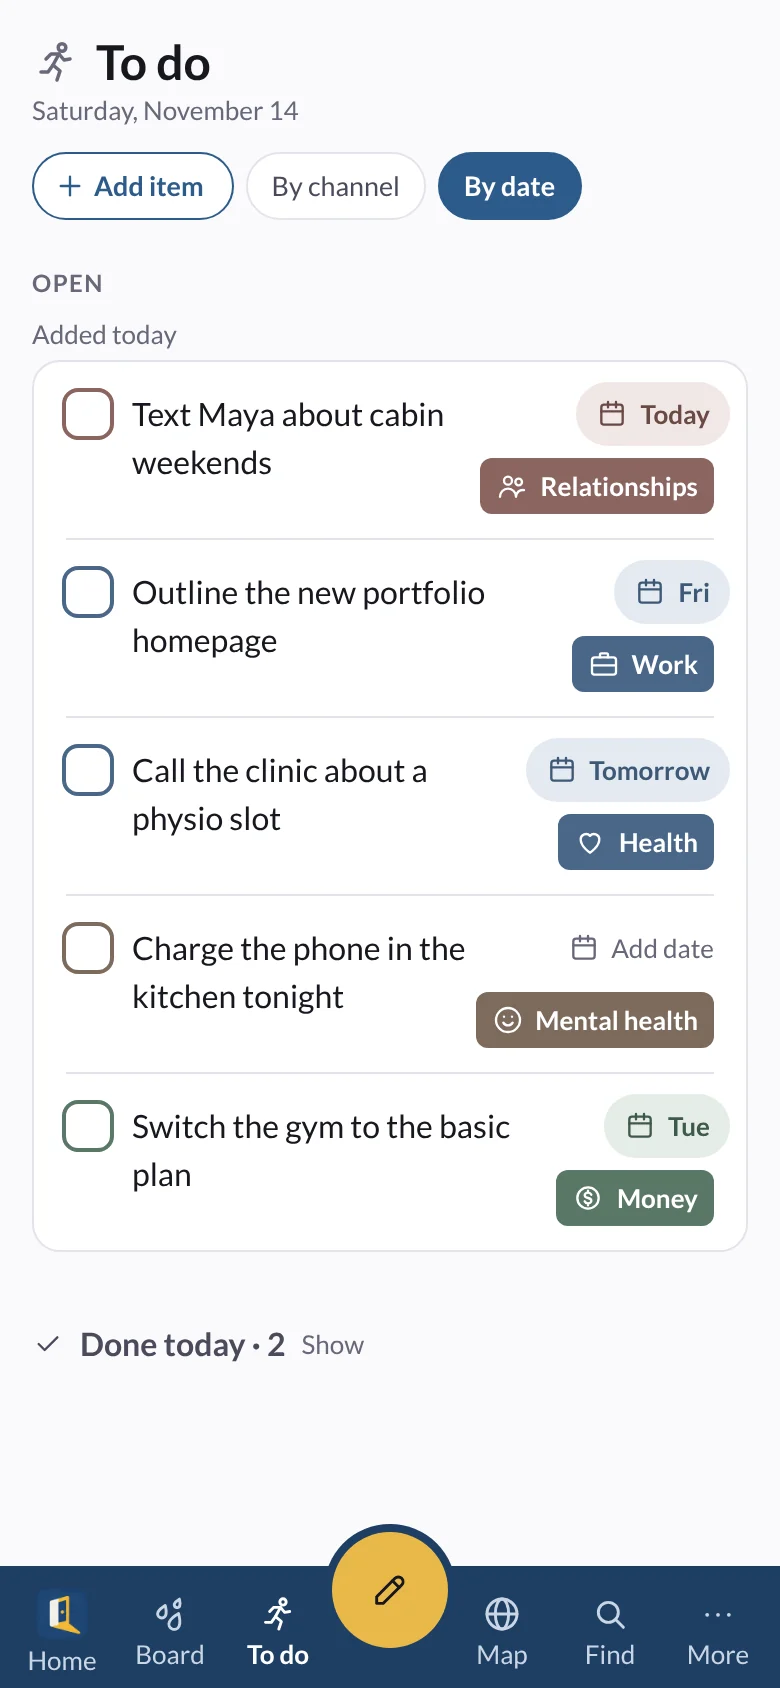 To do
Saturday, November 14
Add item
By channel
By date
OPEN
Added today
Text Maya about cabin
weekends
Today
Relationships
Outline the new portfolio
homepage
Fri
Work
Call the clinic about a
physio slot
Tomorrow
Health
Charge the phone in the
kitchen tonight
Add date
Mental health
Switch the gym to the basic
plan
Tue
Money
Done today · 2 Show
Home
Board
To do
Map
Find
More